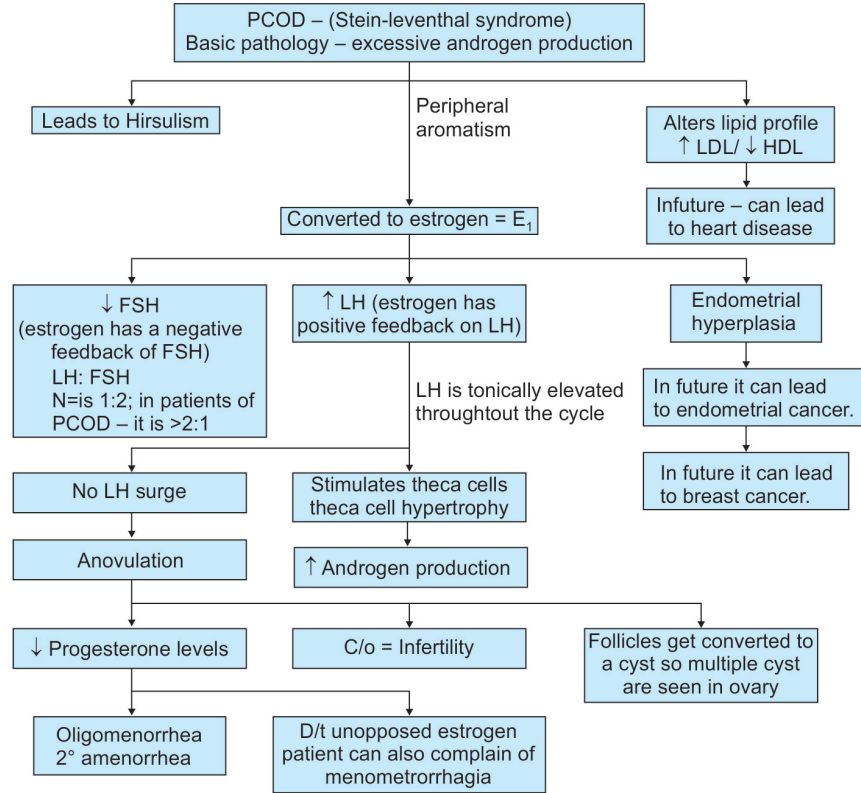 PCOD – (Stein-leventhal syndrome)
Basic pathology – excessive androgen production
Leads to Hirsulism
Peripheral
aromatism
Alters lipid profile
↑ LDL/ ↓ HDL
Infuture – can lead
to heart disease
Converted to estrogen = E₁
↓ FSH
(estrogen has a negative
feedback of FSH)
LH: FSH
N=is 1:2; in patients of
PCOD – it is >2:1
↑ LH (estrogen has
positive feedback on LH)
Endometrial
hyperplasia
LH is tonically elevated
throughtout the cycle
In future it can lead
to endometrial cancer.
In future it can lead
to breast cancer.
No LH surge
Stimulates theca cells
theca cell hypertrophy
Anovulation
↑ Androgen production
↓ Progesterone levels
C/o = Infertility
Follicles get converted to
a cyst so multiple cyst
are seen in ovary
Oligomenorrhea
2° amenorrhea
D/t unopposed estrogen
patient can also complain of
menometrorrhagia